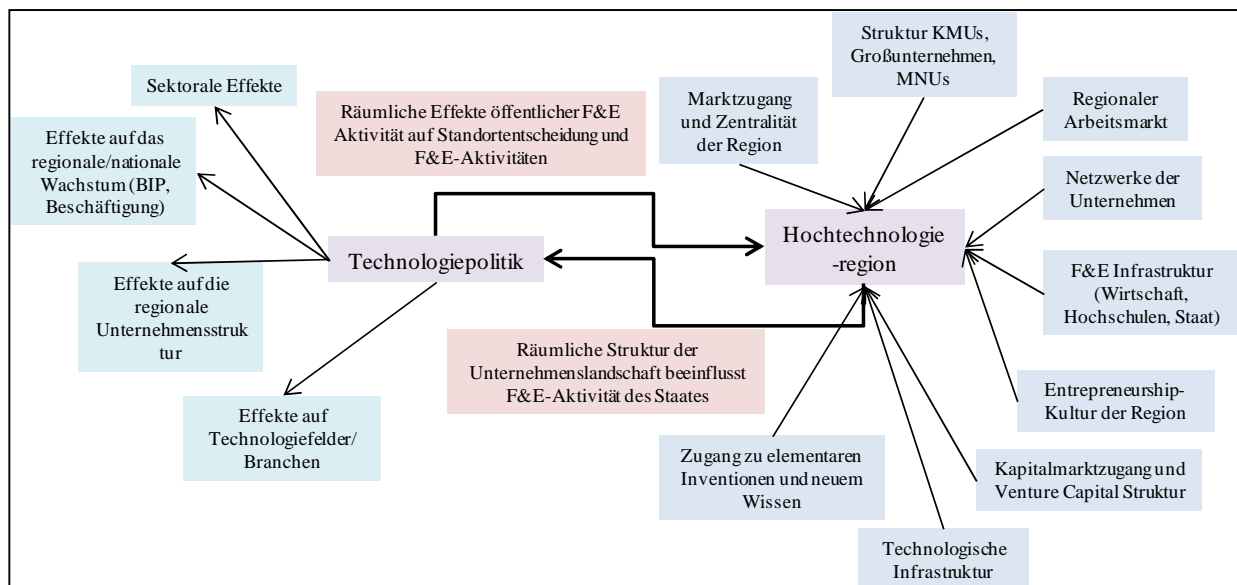 Struktur KMUs,
Großunternehmen,
MNUs
Sektorale Effekte
Räumliche Effekte öffentlicher F&E
Aktivität auf Standortentscheidung und
F&E-Aktivitäten
Marktzugang
und Zentralität
der Region
Regionaler
Arbeitsmarkt
Effekte auf das
regionale/nationale
Wachstum (BIP,
Beschäftigung)
Netzwerke der
Unternehmen
Technologiepolitik
Hochtechnologie
-region
Effekte auf die
regionale
Unternehmensstruk
tur
F&E Infrastruktur
(Wirtschaft,
Hochschulen, Staat)
Räumliche Struktur der
Unternehmenslandschaft beeinflusst
F&E-Aktivität des Staates
Entrepreneurship-
Kultur der Region
Effekte auf
Technologiefelder/
Branchen
Zugang zu elementaren
Inventionen und neuem
Wissen
Kapitalmarktzugang und
Venture Capital Struktur
Technologische
Infrastruktur